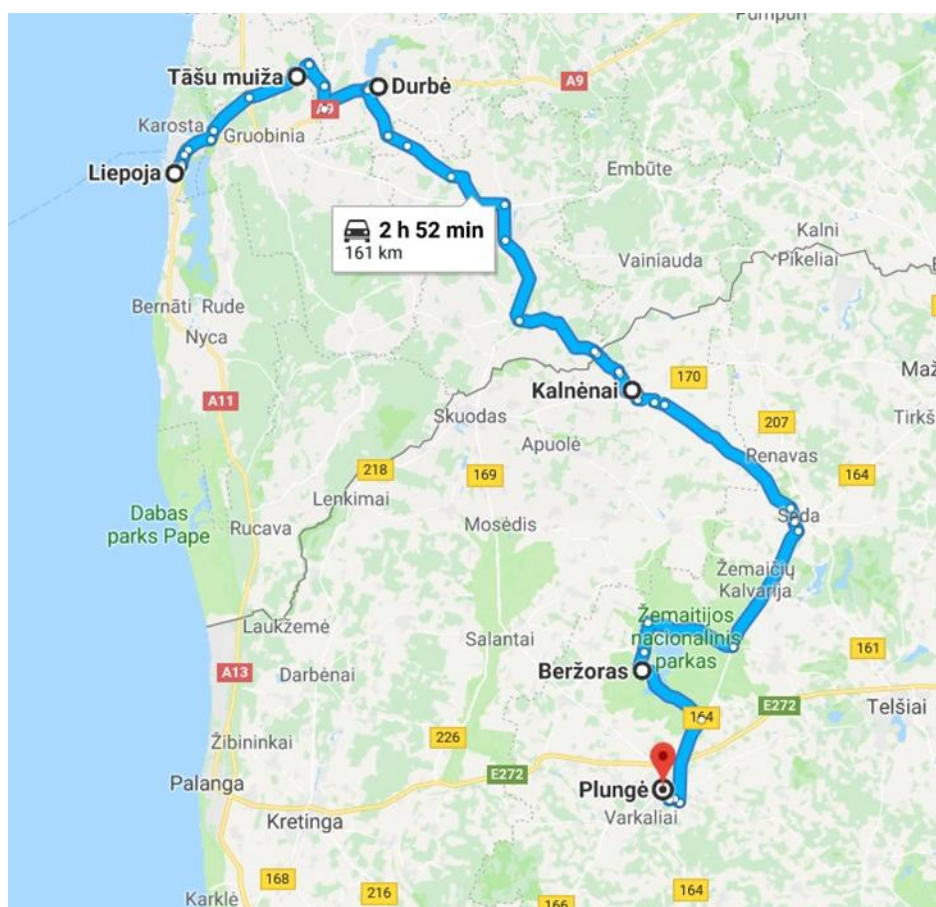 Pumpuri
Tāšu muiža
Durbė
A9
A9
Karosta
Gruobinia
Liepoja
Embūte
2 h 52 min
161 km
Kalni
Vainiauda
Pikeliai
Bernāti Rude
Nyca
Kalnėnai
170
Maž
A11
Skuodas
207
Tirkš
Apuolė
Renavas
218
169
164
Lenkimai
Dabas
parks Pape
Mosėdis
Seda
Rucava
Žemaičių
Kalvarija
Žemaitijos
nacionalinis
parkas
Laukžemė
Salantai
161
A13
Darbėnai
Beržoras
E272
Telšiai
164
226
Žibininkai
E272
Palanga
Plungė
Kretinga
Varkaliai
168
216
164
Karklė
166